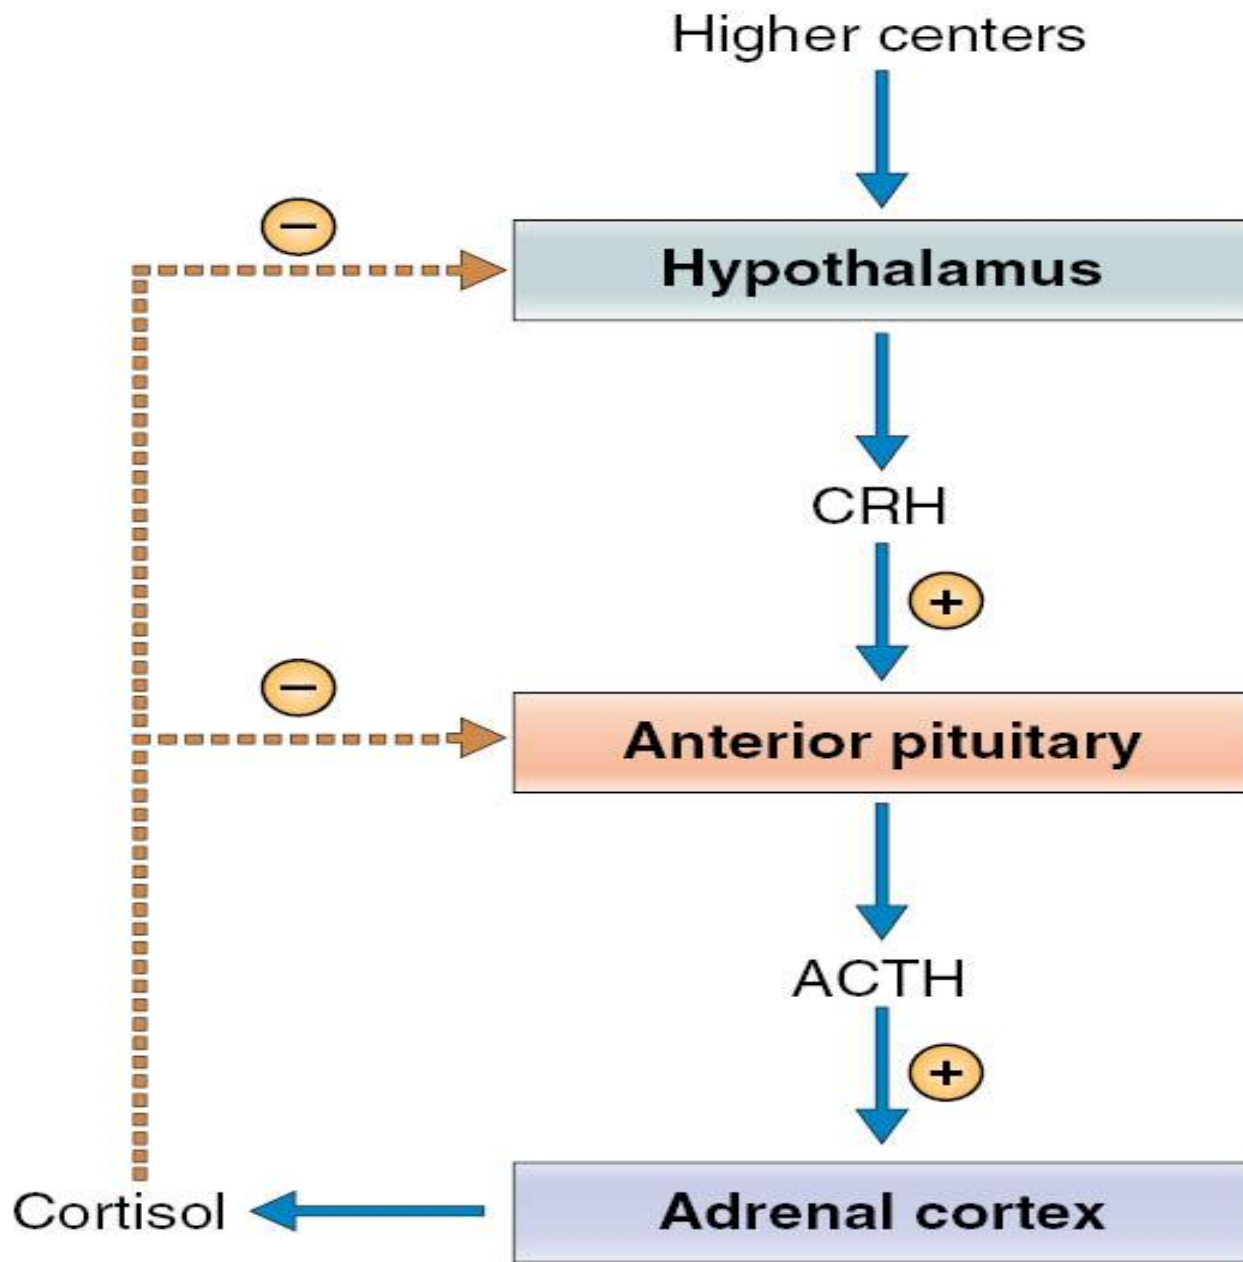 Higher centers
−
Hypothalamus
CRH
+
−
Anterior pituitary
ACTH
+
Cortisol
Adrenal cortex